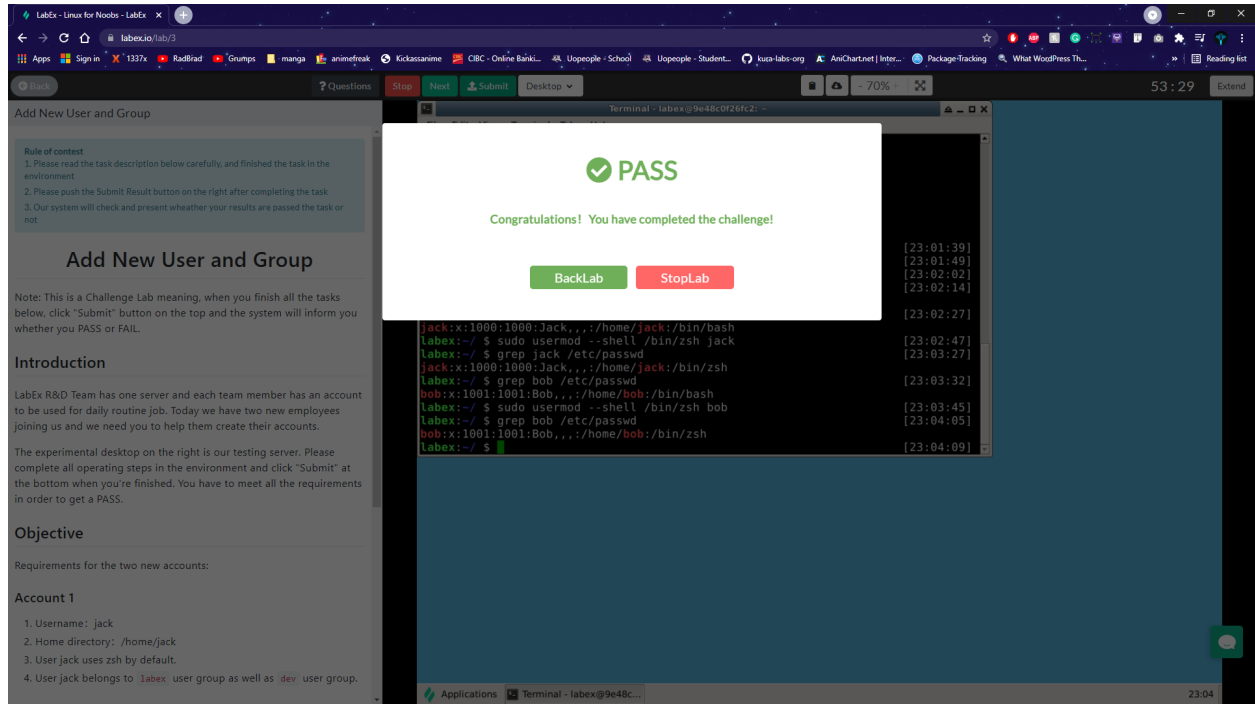 LabEx - Linux for Noobs - LabEx
labex.io/lab/3
Apps Sign in 1337x RadBrad Grumps manga animefreak Kickassanime CIBC - Online Banki... Uopeople - School Uopeople - Student... kuza-labs-org AniChart.net | Inter... Package-Tracking What WordPress Th... » Reading list
Back ? Questions Stop Next Submit Desktop - 70% + 53:29 Extend
Add New User and Group
Rule of contest
1. Please read the task description below carefully, and finished the task in the
environment
2. Please push the Submit Result button on the right after completing the task
3. Our system will check and present wheather your results are passed the task or
not
Add New User and Group
Note: This is a Challenge Lab meaning, when you finish all the tasks
below, click "Submit" button on the top and the system will inform you
whether you PASS or FAIL.
Introduction
LabEx R&D Team has one server and each team member has an account
to be used for daily routine job. Today we have two new employees
joining us and we need you to help them create their accounts.
The experimental desktop on the right is our testing server. Please
complete all operating steps in the environment and click "Submit" at
the bottom when you're finished. You have to meet all the requirements
in order to get a PASS.
Objective
Requirements for the two new accounts:
Account 1
1. Username: jack
2. Home directory: /home/jack
3. User jack uses zsh by default.
4. User jack belongs to labex user group as well as dev user group.
Terminal - labex@9e48c0f26fc2: ~
PASS
Congratulations! You have completed the challenge!
BackLab StopLab
[23:01:39]
[23:01:49]
[23:02:02]
[23:02:14]
[23:02:27]
jack:x:1000:1000:Jack,,,:/home/jack:/bin/bash
labex:~/ $ sudo usermod --shell /bin/zsh jack [23:02:47]
labex:~/ $ grep jack /etc/passwd [23:03:27]
jack:x:1000:1000:Jack,,,:/home/jack:/bin/zsh
labex:~/ $ grep bob /etc/passwd [23:03:32]
bob:x:1001:1001:Bob,,,:/home/bob:/bin/bash
labex:~/ $ sudo usermod --shell /bin/zsh bob [23:03:45]
labex:~/ $ grep bob /etc/passwd [23:04:05]
bob:x:1001:1001:Bob,,,:/home/bob:/bin/zsh
labex:~/ $ [23:04:09]
Applications Terminal - labex@9e48c... 23:04